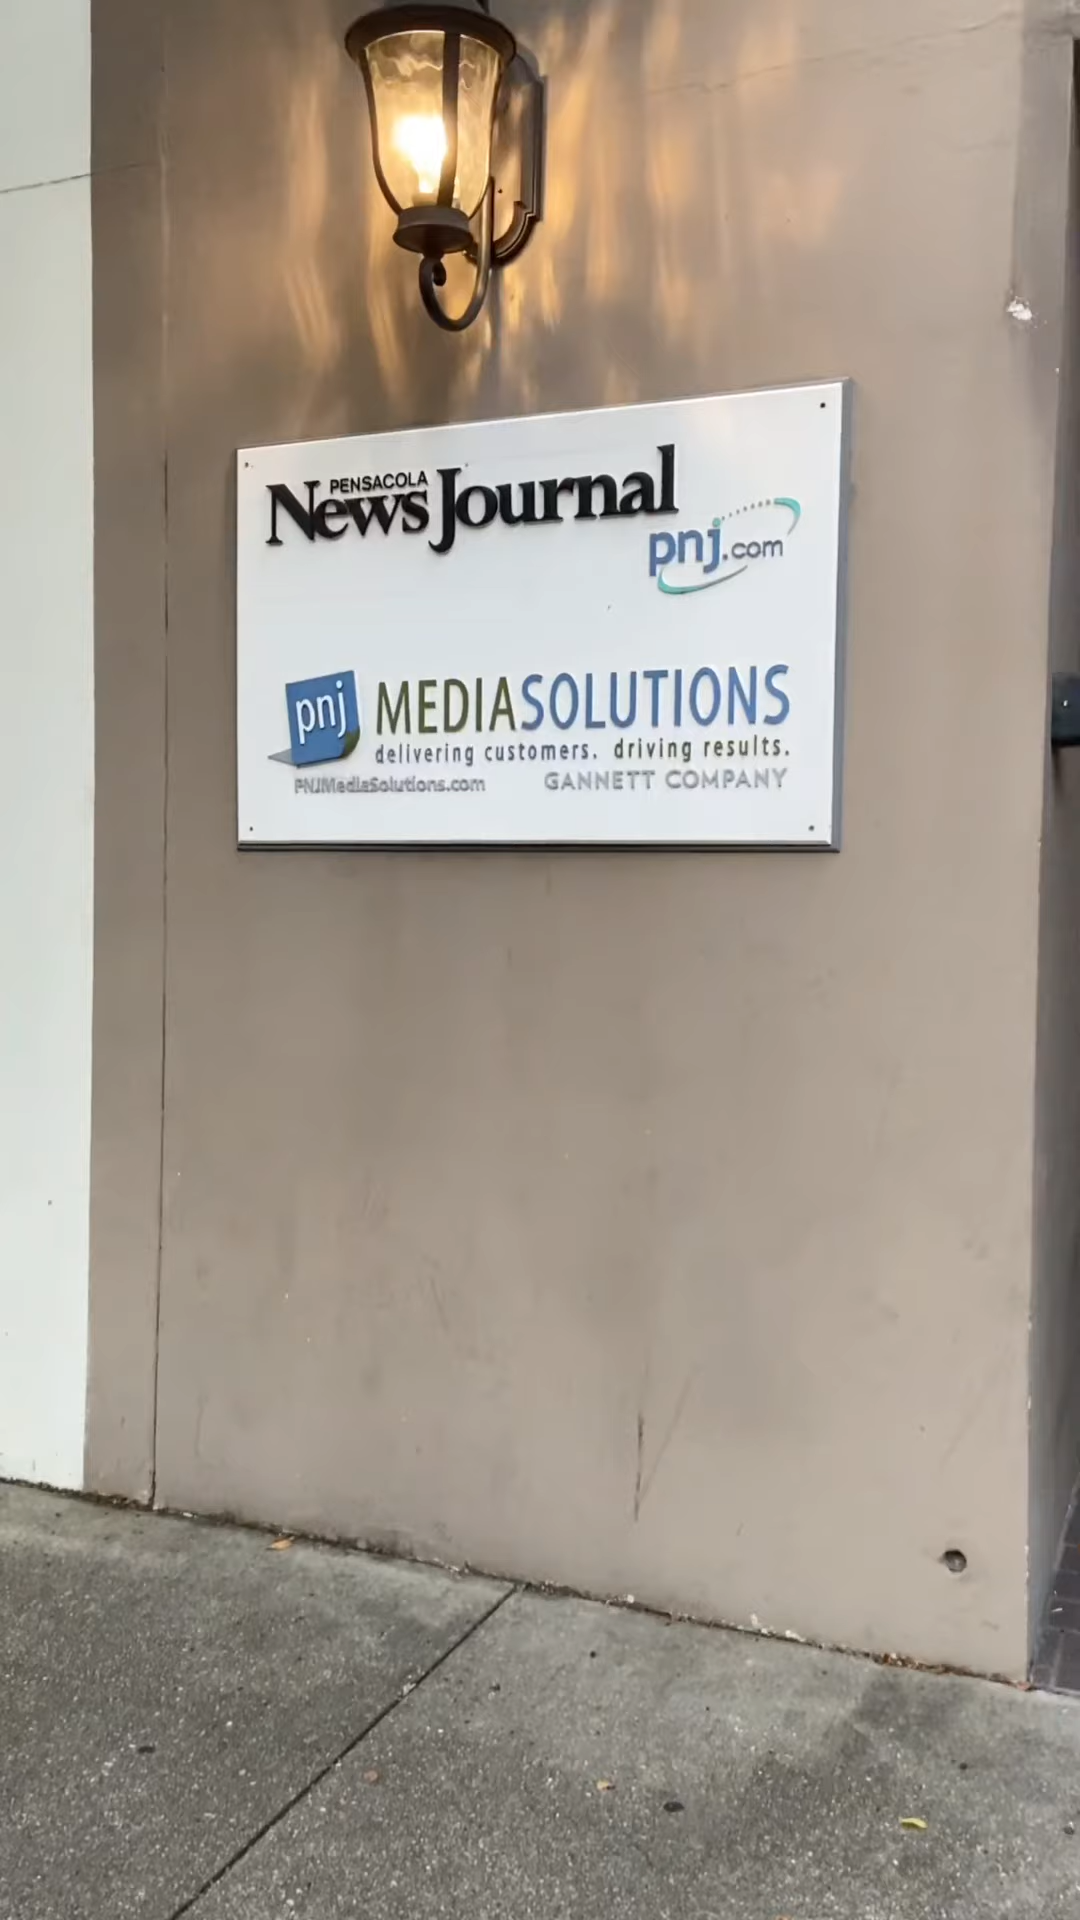 PENSACOLA
News Journal
pnj.com
pnj MEDIASOLUTIONS
delivering customers. driving results.
PNJMediaSolutions.com GANNETT COMPANY